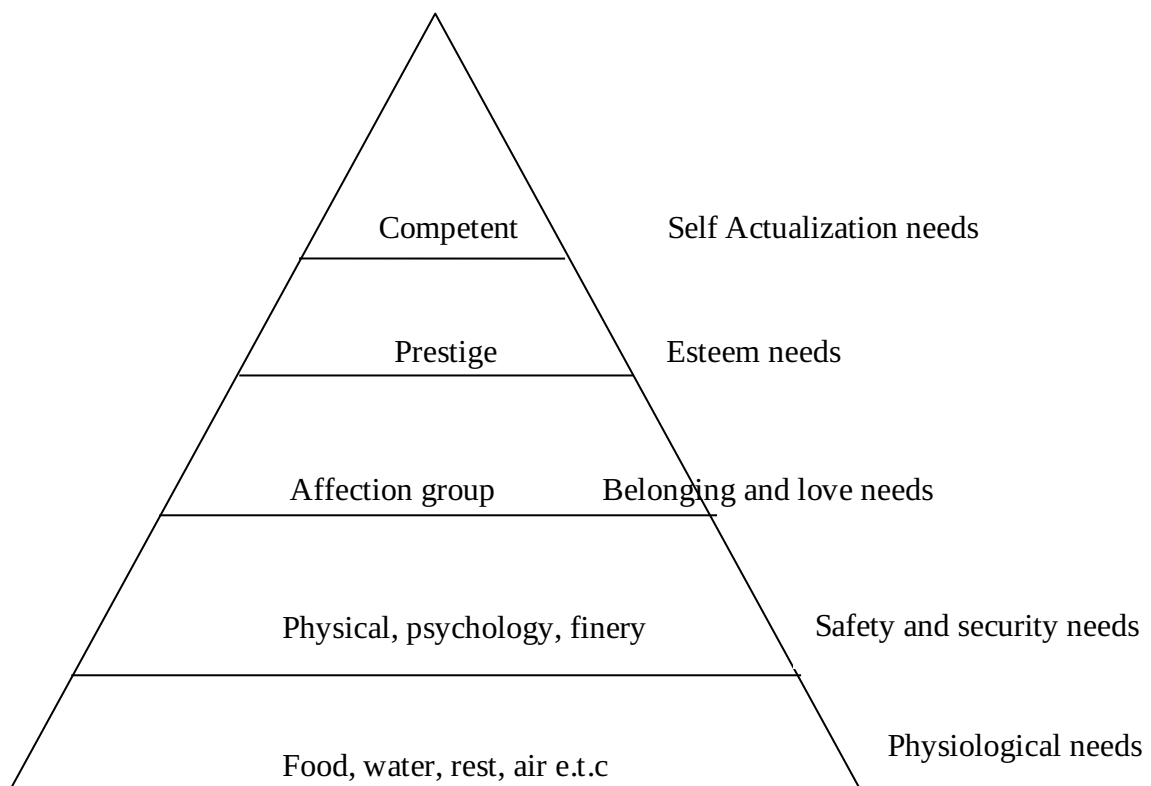 Competent Self Actualization needs
Prestige Esteem needs
Affection group Belonging and love needs
Physical, psychology, finery Safety and security needs
Physiological needs
Food, water, rest, air e.t.c